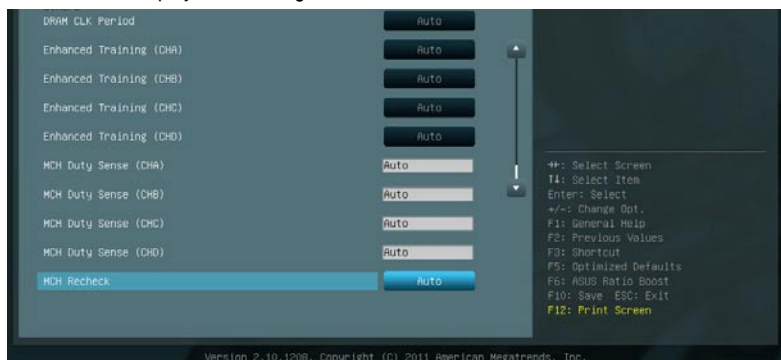 DRAM CLK Period Auto
Enhanced Training (CHA) Auto
Enhanced Training (CHB) Auto
Enhanced Training (CHC) Auto
Enhanced Training (CHD) Auto
MCH Duty Sense (CHA) Auto
MCH Duty Sense (CHB) Auto
MCH Duty Sense (CHC) Auto
MCH Duty Sense (CHD) Auto
MCH Recheck Auto
→←: Select Screen
↑↓: Select Item
Enter: Select
+/-: Change Opt.
F1: General Help
F2: Previous Values
F3: Shortcut
F5: Optimized Defaults
F6: ASUS Ratio Boost
F10: Save ESC: Exit
F12: Print Screen
Version 2.10.1208. Copyright (C) 2011 American Megatrends, Inc.